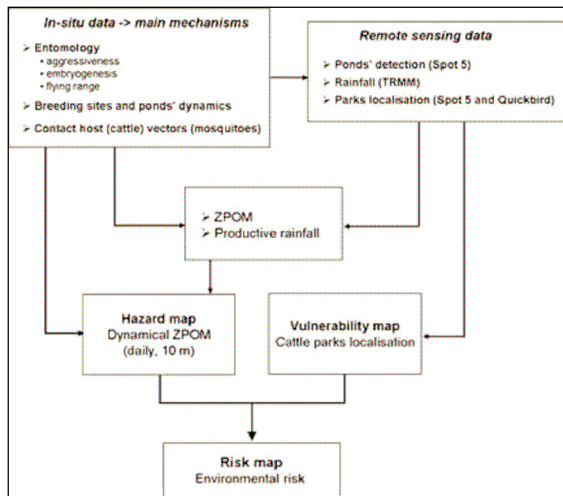 In-situ data -> main mechanisms
➢ Entomology
• aggressiveness
• embryogenesis
• flying range
➢ Breeding sites and ponds' dynamics
➢ Contact host (cattle) vectors (mosquitoes)
Remote sensing data
➢ Ponds' detection (Spot 5)
➢ Rainfall (TRMM)
➢ Parks localisation (Spot 5 and Quickbird)
➢ ZPOM
➢ Productive rainfall
Hazard map
Dynamical ZPOM
(daily, 10 m)
Vulnerability map
Cattle parks localisation
Risk map
Environmental risk